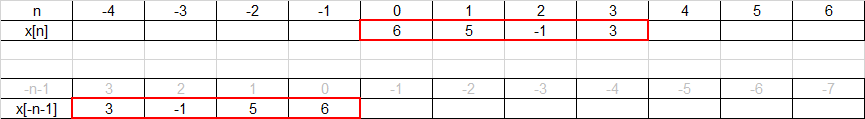 n -4 -3 -2 -1 0 1 2 3 4 5 6
x[n] 6 5 -1 3
-n-1 3 2 1 0 -1 -2 -3 -4 -5 -6 -7
x[-n-1] 3 -1 5 6